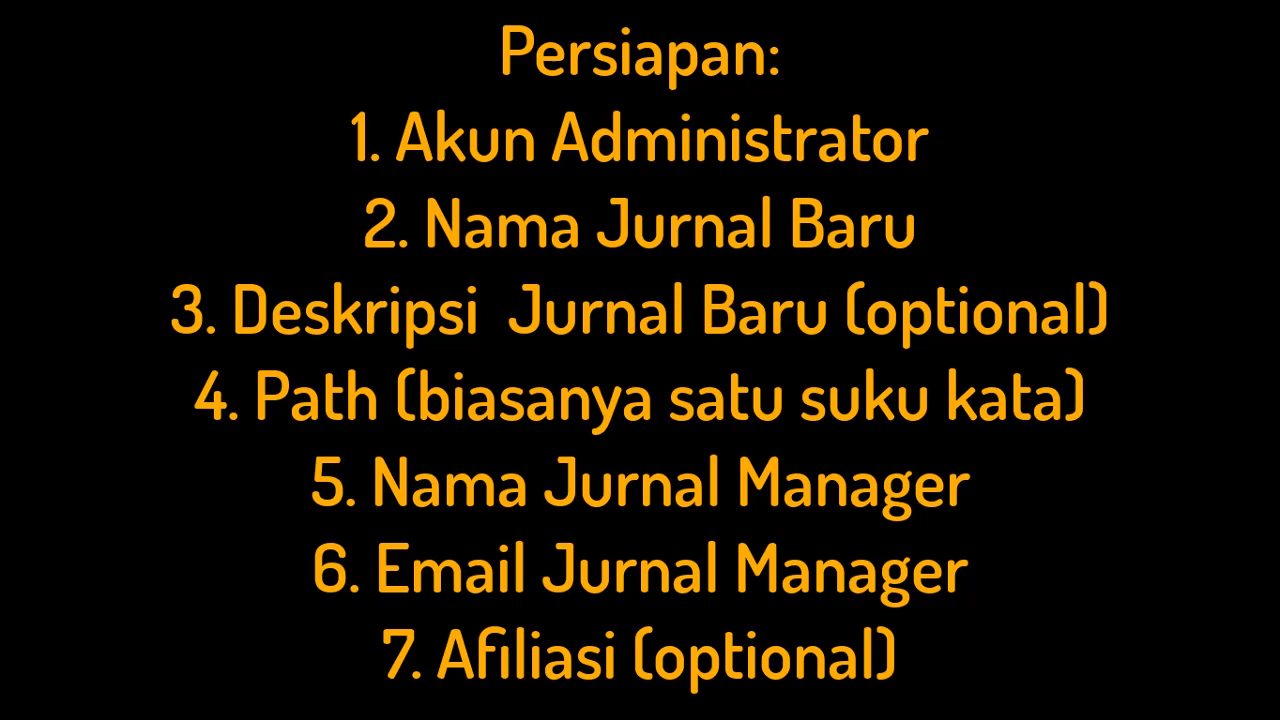 Persiapan:
1. Akun Administrator
2. Nama Jurnal Baru
3. Deskripsi  Jurnal Baru (optional)
4. Path (biasanya satu suku kata)
5. Nama Jurnal Manager
6. Email Jurnal Manager
7. Afiliasi (optional)